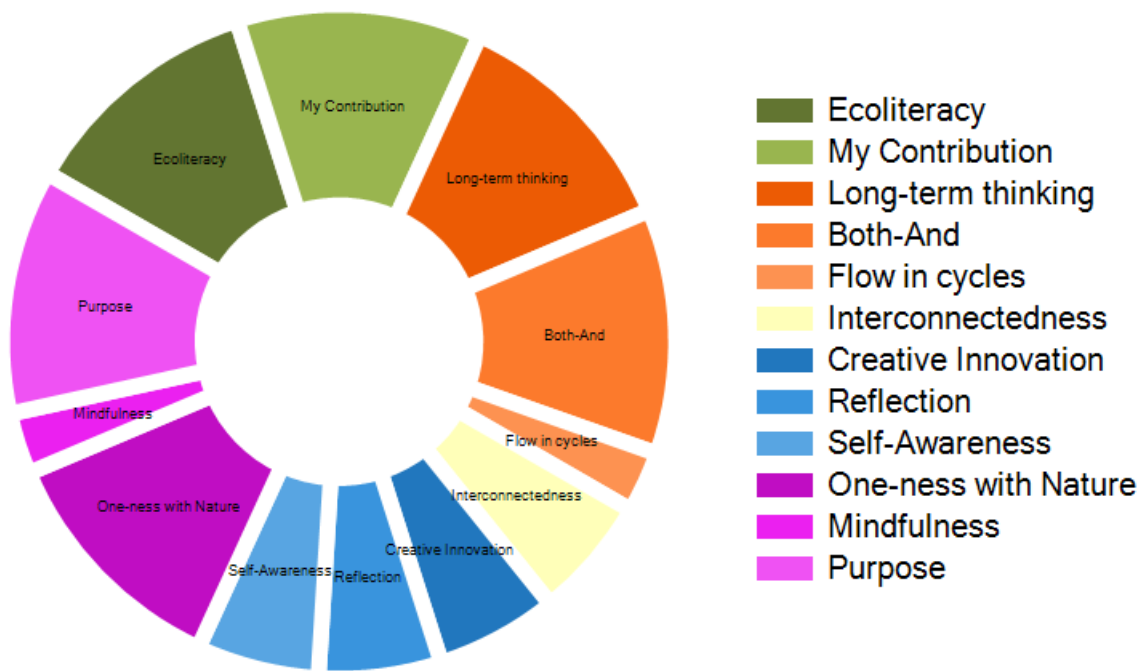 My Contribution
Ecoliteracy
Long-term thinking
Purpose
Both-And
Mindfulness
Flow in cycles
Interconnectedness
One-ness with Nature
Creative Innovation
Self-Awareness
Reflection
Ecoliteracy
My Contribution
Long-term thinking
Both-And
Flow in cycles
Interconnectedness
Creative Innovation
Reflection
Self-Awareness
One-ness with Nature
Mindfulness
Purpose